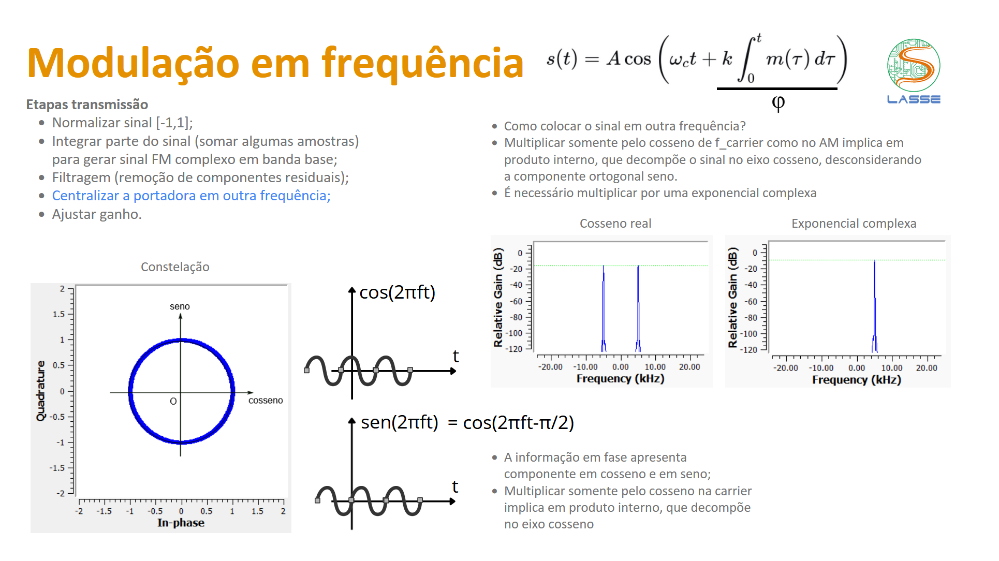 Modulação em frequência
s(t) = A cos (ω_c t + k ∫_0^t m(τ) dτ)
φ
LASSE
Etapas transmissão
• Normalizar sinal [-1,1];
• Integrar parte do sinal (somar algumas amostras)
para gerar sinal FM complexo em banda base;
• Filtragem (remoção de componentes residuais);
• Centralizar a portadora em outra frequência;
• Ajustar ganho.
• Como colocar o sinal em outra frequência?
• Multiplicar somente pelo cosseno de f_carrier como no AM implica em
produto interno, que decompõe o sinal no eixo cosseno, desconsiderando
a componente ortogonal seno.
• É necessário multiplicar por uma exponencial complexa
Constelação
2
1.5
1
0.5
0
-0.5
-1
-1.5
-2
Quadrature
seno
O
cosseno
-2 -1.5 -1 -0.5 0 0.5 1 1.5 2
In-phase
cos(2πft)
t
sen(2πft) = cos(2πft-π/2)
t
Cosseno real
Relative Gain (dB)
0
-20
-40
-60
-80
-100
-120
-20.00 -10.00 0.00 10.00 20.00
Frequency (kHz)
Exponencial complexa
Relative Gain (dB)
0
-20
-40
-60
-80
-100
-120
-20.00 -10.00 0.00 10.00 20.00
Frequency (kHz)
• A informação em fase apresenta
componente em cosseno e em seno;
• Multiplicar somente pelo cosseno na carrier
implica em produto interno, que decompõe
no eixo cosseno